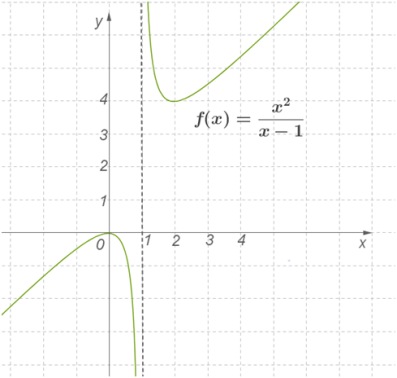 y
4
f(x) = x²/(x − 1)
3
2
1
0 1 2 3 4 x